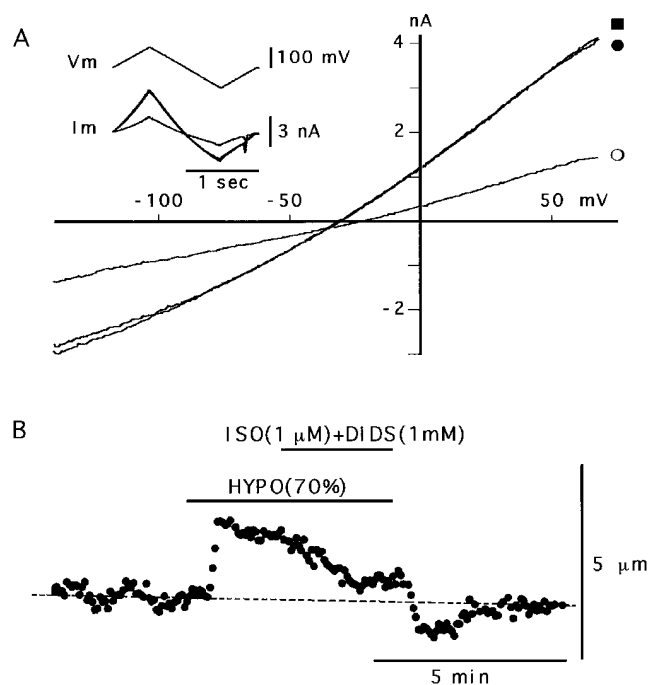 A
Vm
100 mV
Im
3 nA
1 sec
nA
4
2
-100
-50
50 mV
-2
B
ISO(1 μM)+DIDS(1mM)
HYPO(70%)
5 μm
5 min